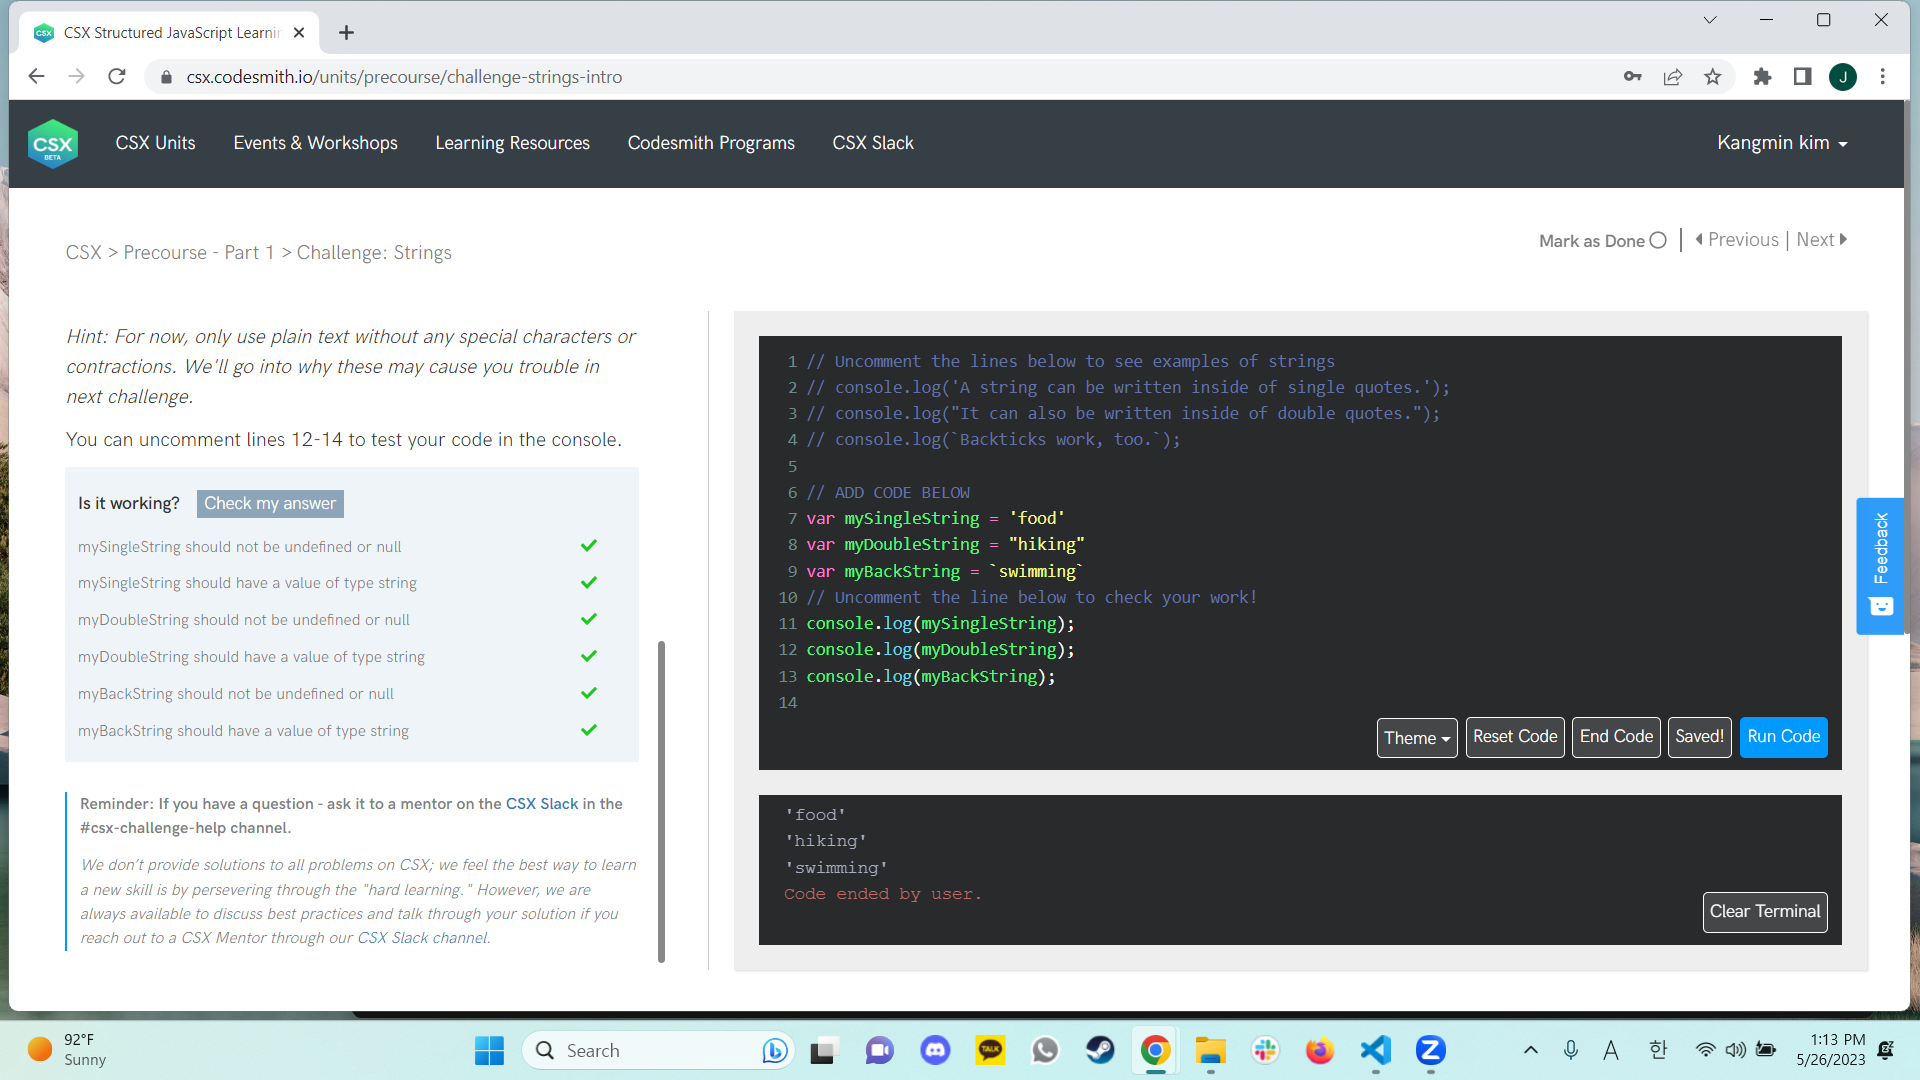 CSX Structured JavaScript Learnin
csx.codesmith.io/units/precourse/challenge-strings-intro
J
CSX
BETA
CSX Units
Events & Workshops
Learning Resources
Codesmith Programs
CSX Slack
Kangmin kim
CSX > Precourse - Part 1 > Challenge: Strings
Mark as Done
Previous | Next
Hint: For now, only use plain text without any special characters or
contractions. We'll go into why these may cause you trouble in
next challenge.
You can uncomment lines 12-14 to test your code in the console.
Is it working?
Check my answer
mySingleString should not be undefined or null
mySingleString should have a value of type string
myDoubleString should not be undefined or null
myDoubleString should have a value of type string
myBackString should not be undefined or null
myBackString should have a value of type string
Reminder: If you have a question - ask it to a mentor on the CSX Slack in the
#csx-challenge-help channel.
We don't provide solutions to all problems on CSX; we feel the best way to learn
a new skill is by persevering through the "hard learning." However, we are
always available to discuss best practices and talk through your solution if you
reach out to a CSX Mentor through our CSX Slack channel.
1 // Uncomment the lines below to see examples of strings
2 // console.log('A string can be written inside of single quotes.');
3 // console.log("It can also be written inside of double quotes.");
4 // console.log(`Backticks work, too.`);
5
6 // ADD CODE BELOW
7 var mySingleString = 'food'
8 var myDoubleString = "hiking"
9 var myBackString = `swimming`
10 // Uncomment the line below to check your work!
11 console.log(mySingleString);
12 console.log(myDoubleString);
13 console.log(myBackString);
14
Theme
Reset Code
End Code
Saved!
Run Code
'food'
'hiking'
'swimming'
Code ended by user.
Clear Terminal
Feedback
92°F
Sunny
Search
TALK
A
한
1:13 PM
5/26/2023